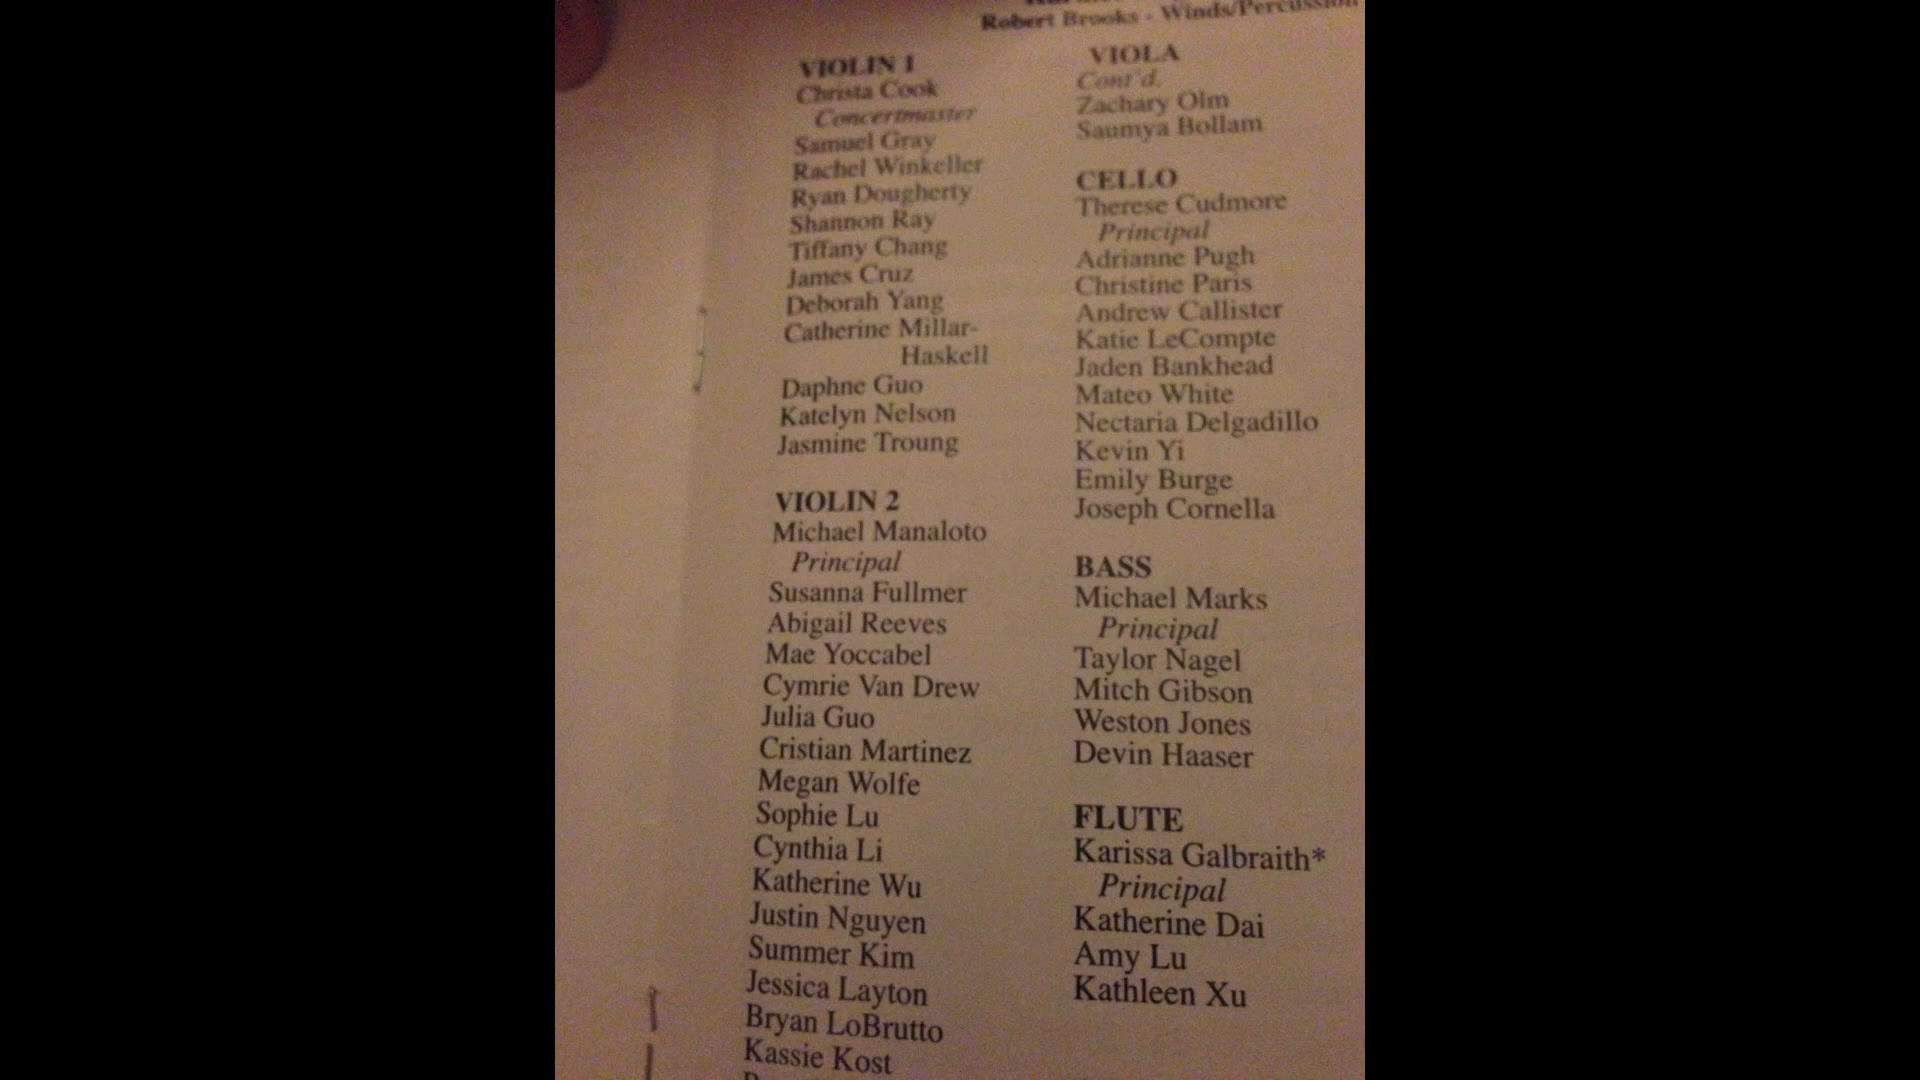 Robert Brooks - Winds/Percussion
VIOLIN 1
Christa Cook
Concertmaster
Samuel Gray
Rachel Winkeller
Ryan Dougherty
Shannon Ray
Tiffany Chang
James Cruz
Deborah Yang
Catherine Millar-
Haskell
Daphne Guo
Katelyn Nelson
Jasmine Troung
VIOLIN 2
Michael Manaloto
Principal
Susanna Fullmer
Abigail Reeves
Mae Yoccabel
Cymrie Van Drew
Julia Guo
Cristian Martinez
Megan Wolfe
Sophie Lu
Cynthia Li
Katherine Wu
Justin Nguyen
Summer Kim
Jessica Layton
Bryan LoBrutto
Kassie Kost
VIOLA
Cont'd.
Zachary Olm
Saumya Bollam
CELLO
Therese Cudmore
Principal
Adrianne Pugh
Christine Paris
Andrew Callister
Katie LeCompte
Jaden Bankhead
Mateo White
Nectaria Delgadillo
Kevin Yi
Emily Burge
Joseph Cornella
BASS
Michael Marks
Principal
Taylor Nagel
Mitch Gibson
Weston Jones
Devin Haaser
FLUTE
Karissa Galbraith*
Principal
Katherine Dai
Amy Lu
Kathleen Xu